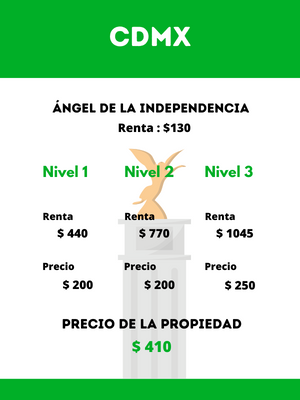 CDMX
ÁNGEL DE LA INDEPENDENCIA
Renta : $130
Nivel 1 Nivel 2 Nivel 3
Renta Renta Renta
$ 440 $ 770 $ 1045
Precio Precio Precio
$ 200 $ 200 $ 250
PRECIO DE LA PROPIEDAD
$ 410